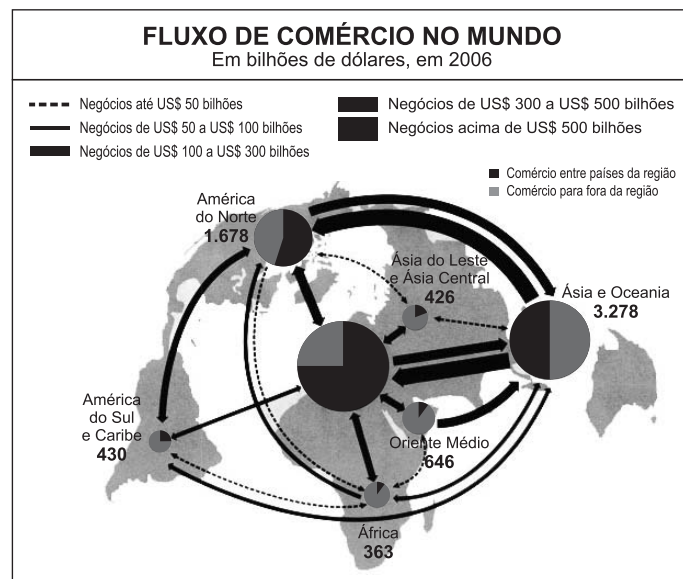 FLUXO DE COMÉRCIO NO MUNDO
Em bilhões de dólares, em 2006
Negócios até US$ 50 bilhões
Negócios de US$ 50 a US$ 100 bilhões
Negócios de US$ 100 a US$ 300 bilhões
Negócios de US$ 300 a US$ 500 bilhões
Negócios acima de US$ 500 bilhões
Comércio entre países da região
Comércio para fora da região
América
do Norte
1.678
Ásia do Leste
e Ásia Central
426
Ásia e Oceania
3.278
América
do Sul
e Caribe
430
Oriente Médio
646
África
363